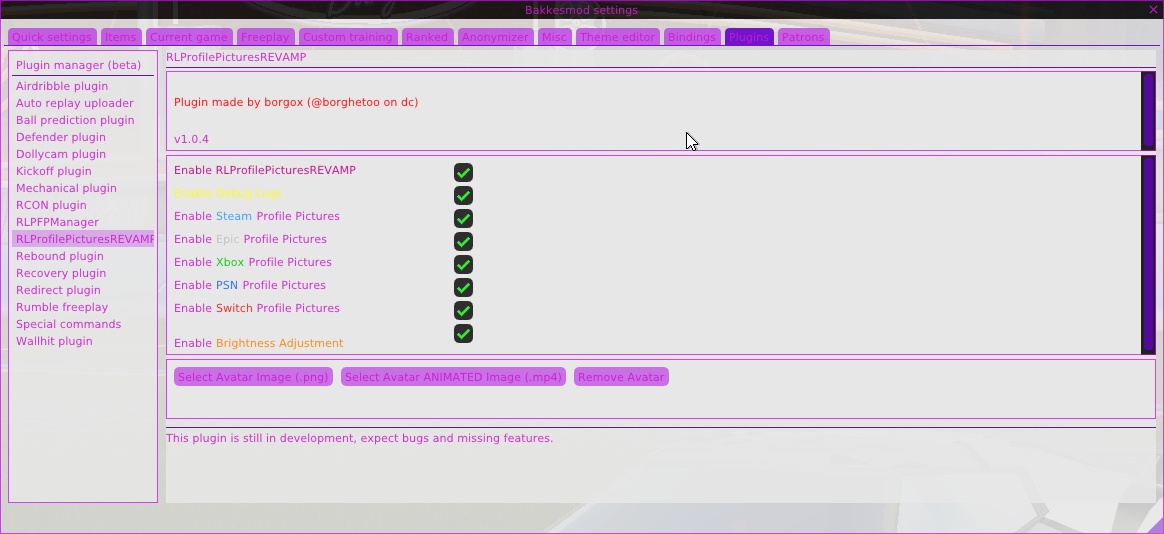 Bakkesmod settings
Quick settings Items Current game Freeplay Custom training Ranked Anonymizer Misc Theme editor Bindings Plugins Patrons
Plugin manager (beta)
Airdribble plugin
Auto replay uploader
Ball prediction plugin
Defender plugin
Dollycam plugin
Kickoff plugin
Mechanical plugin
RCON plugin
RLPFPManager
RLProfilePicturesREVAMP
Rebound plugin
Recovery plugin
Redirect plugin
Rumble freeplay
Special commands
Wallhit plugin
RLProfilePicturesREVAMP
Plugin made by borgox (@borghetoo on dc)
v1.0.4
Enable RLProfilePicturesREVAMP
Enable Debug Logs
Enable Steam Profile Pictures
Enable Epic Profile Pictures
Enable Xbox Profile Pictures
Enable PSN Profile Pictures
Enable Switch Profile Pictures
Enable Brightness Adjustment
Select Avatar Image (.png) Select Avatar ANIMATED Image (.mp4) Remove Avatar
This plugin is still in development, expect bugs and missing features.